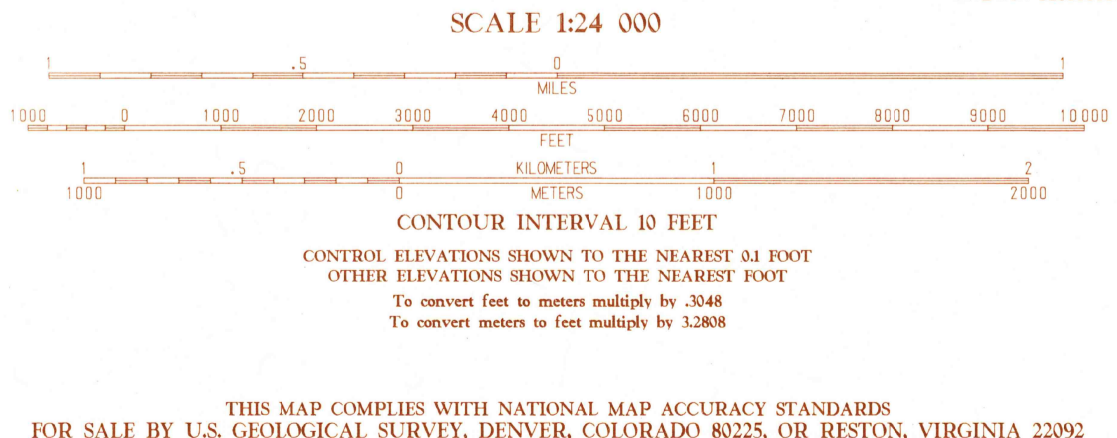 SCALE 1:24 000
1 .5 0 1
MILES
1000 0 1000 2000 3000 4000 5000 6000 7000 8000 9000 10 000
FEET
1 .5 0 KILOMETERS 1 2
1000 0 METERS 1000 2000
CONTOUR INTERVAL 10 FEET
CONTROL ELEVATIONS SHOWN TO THE NEAREST 0.1 FOOT
OTHER ELEVATIONS SHOWN TO THE NEAREST FOOT
To convert feet to meters multiply by .3048
To convert meters to feet multiply by 3.2808
THIS MAP COMPLIES WITH NATIONAL MAP ACCURACY STANDARDS
FOR SALE BY U.S. GEOLOGICAL SURVEY, DENVER, COLORADO 80225, OR RESTON, VIRGINIA 22092